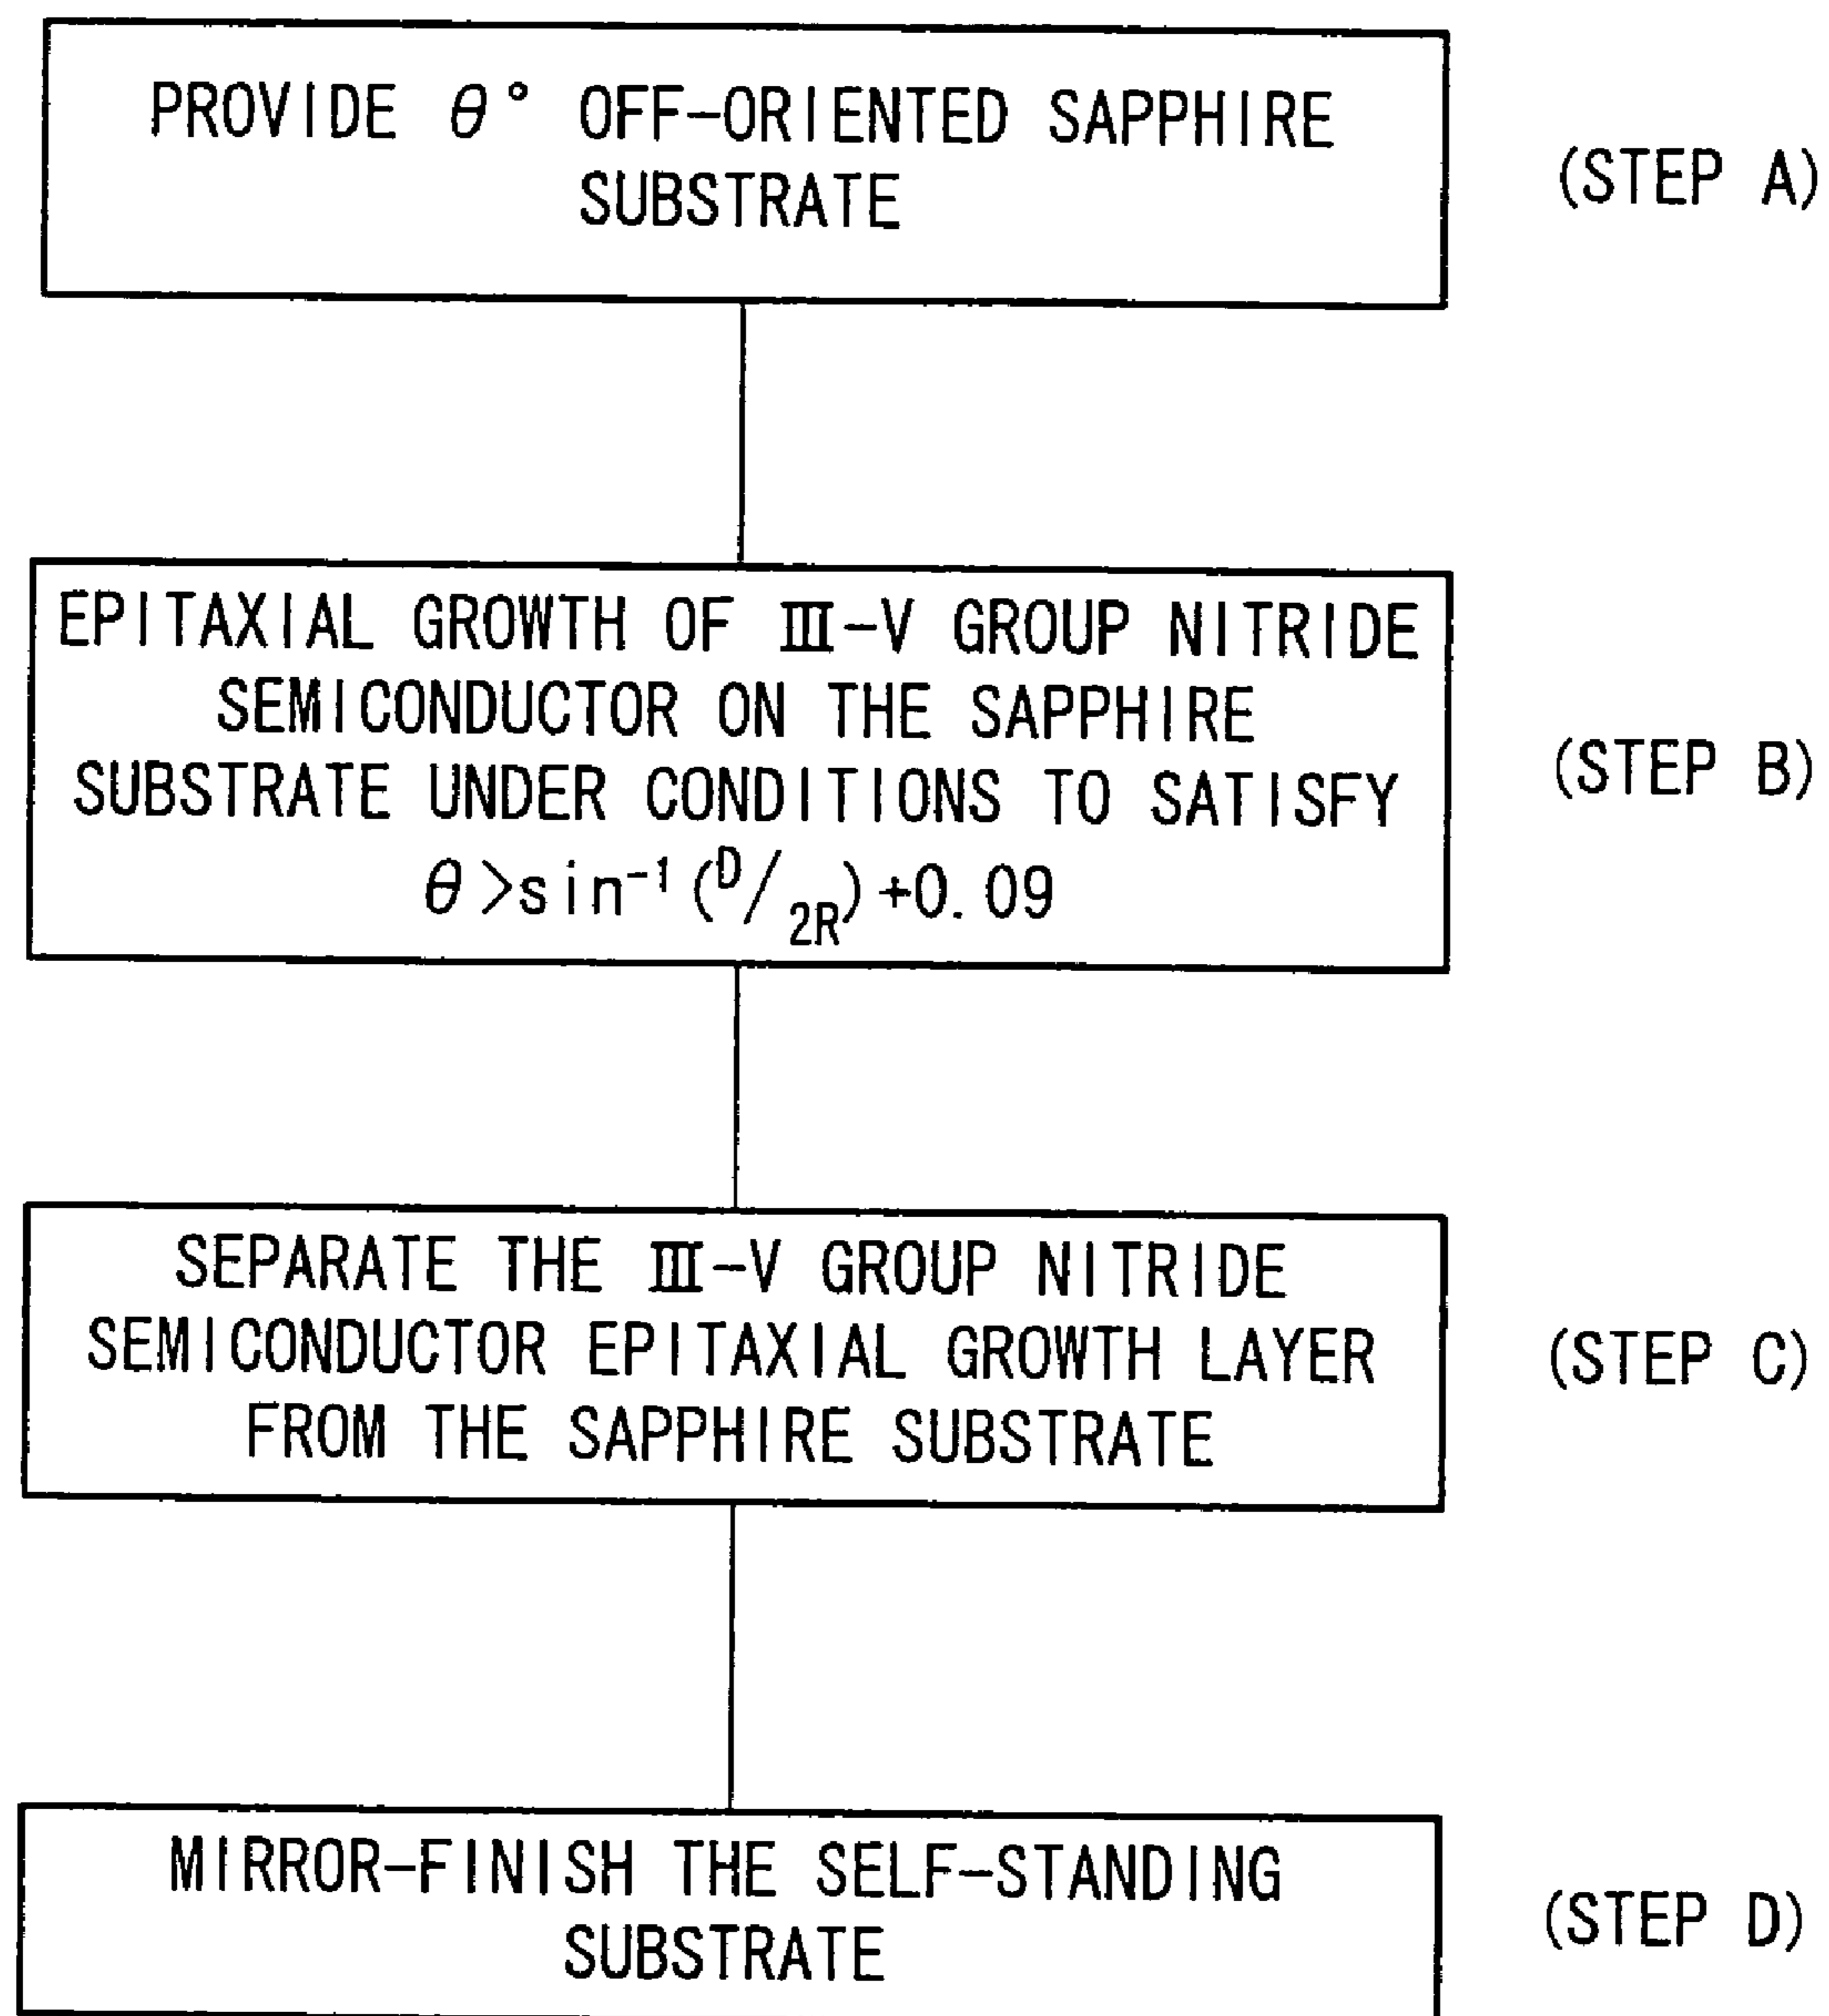 PROVIDE θ° OFF-ORIENTED SAPPHIRE
SUBSTRATE
(STEP A)
EPITAXIAL GROWTH OF III-V GROUP NITRIDE
SEMICONDUCTOR ON THE SAPPHIRE
SUBSTRATE UNDER CONDITIONS TO SATISFY
θ>sin⁻¹(D/2R)+0.09
(STEP B)
SEPARATE THE III-V GROUP NITRIDE
SEMICONDUCTOR EPITAXIAL GROWTH LAYER
FROM THE SAPPHIRE SUBSTRATE
(STEP C)
MIRROR-FINISH THE SELF-STANDING
SUBSTRATE
(STEP D)